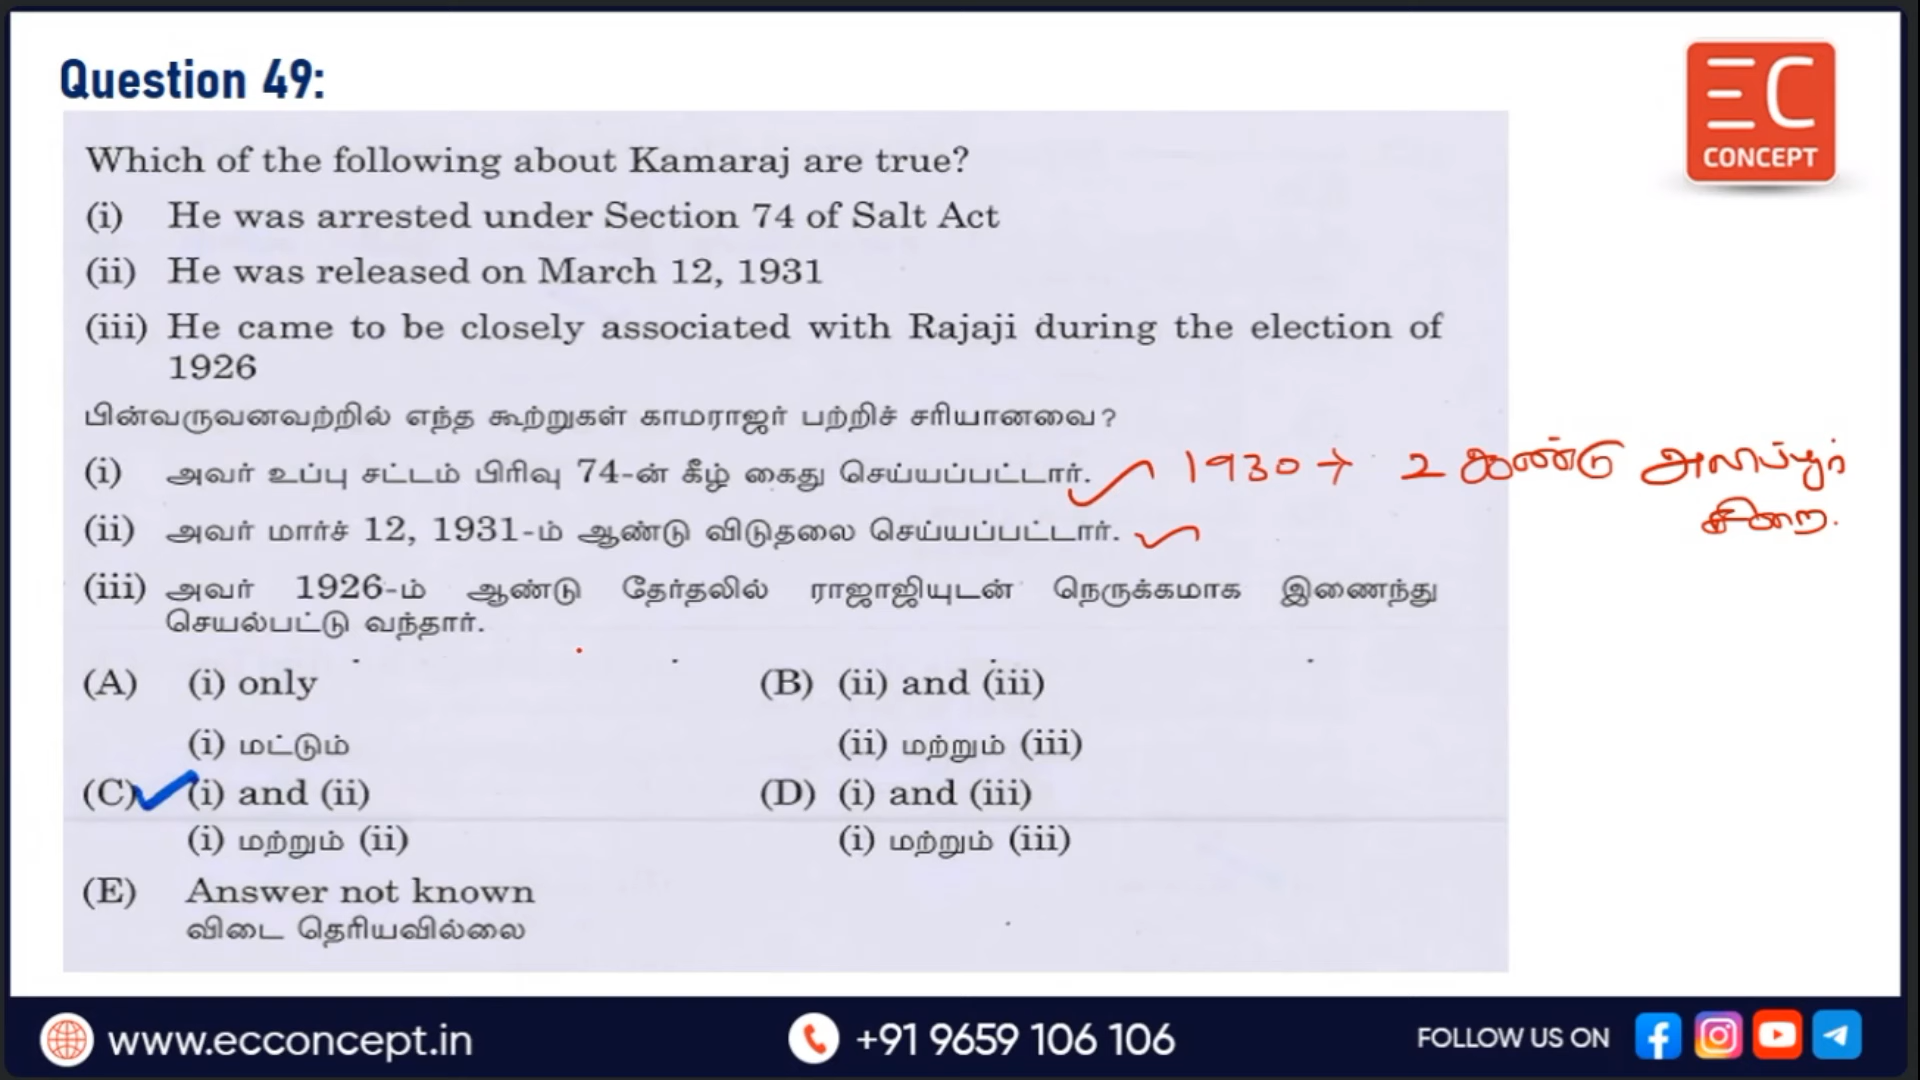 Question 49:
EC
CONCEPT
Which of the following about Kamaraj are true?
(i) He was arrested under Section 74 of Salt Act
(ii) He was released on March 12, 1931
(iii) He came to be closely associated with Rajaji during the election of
1926
பின்வருவனவற்றில் எந்த கூற்றுகள் காமராஜர் பற்றிச் சரியானவை?
(i) அவர் உப்பு சட்டம் பிரிவு 74-ன் கீழ் கைது செய்யப்பட்டார். 1930 → 2 ஆண்டு அலிப்பூர்
சிறை.
(ii) அவர் மார்ச் 12, 1931-ம் ஆண்டு விடுதலை செய்யப்பட்டார்.
(iii) அவர் 1926-ம் ஆண்டு தேர்தலில் ராஜாஜியுடன் நெருக்கமாக இணைந்து
செயல்பட்டு வந்தார்.
(A) (i) only
(i) மட்டும்
(B) (ii) and (iii)
(ii) மற்றும் (iii)
(C) (i) and (ii)
(i) மற்றும் (ii)
(D) (i) and (iii)
(i) மற்றும் (iii)
(E) Answer not known
விடை தெரியவில்லை
www.ecconcept.in
+91 9659 106 106
FOLLOW US ON